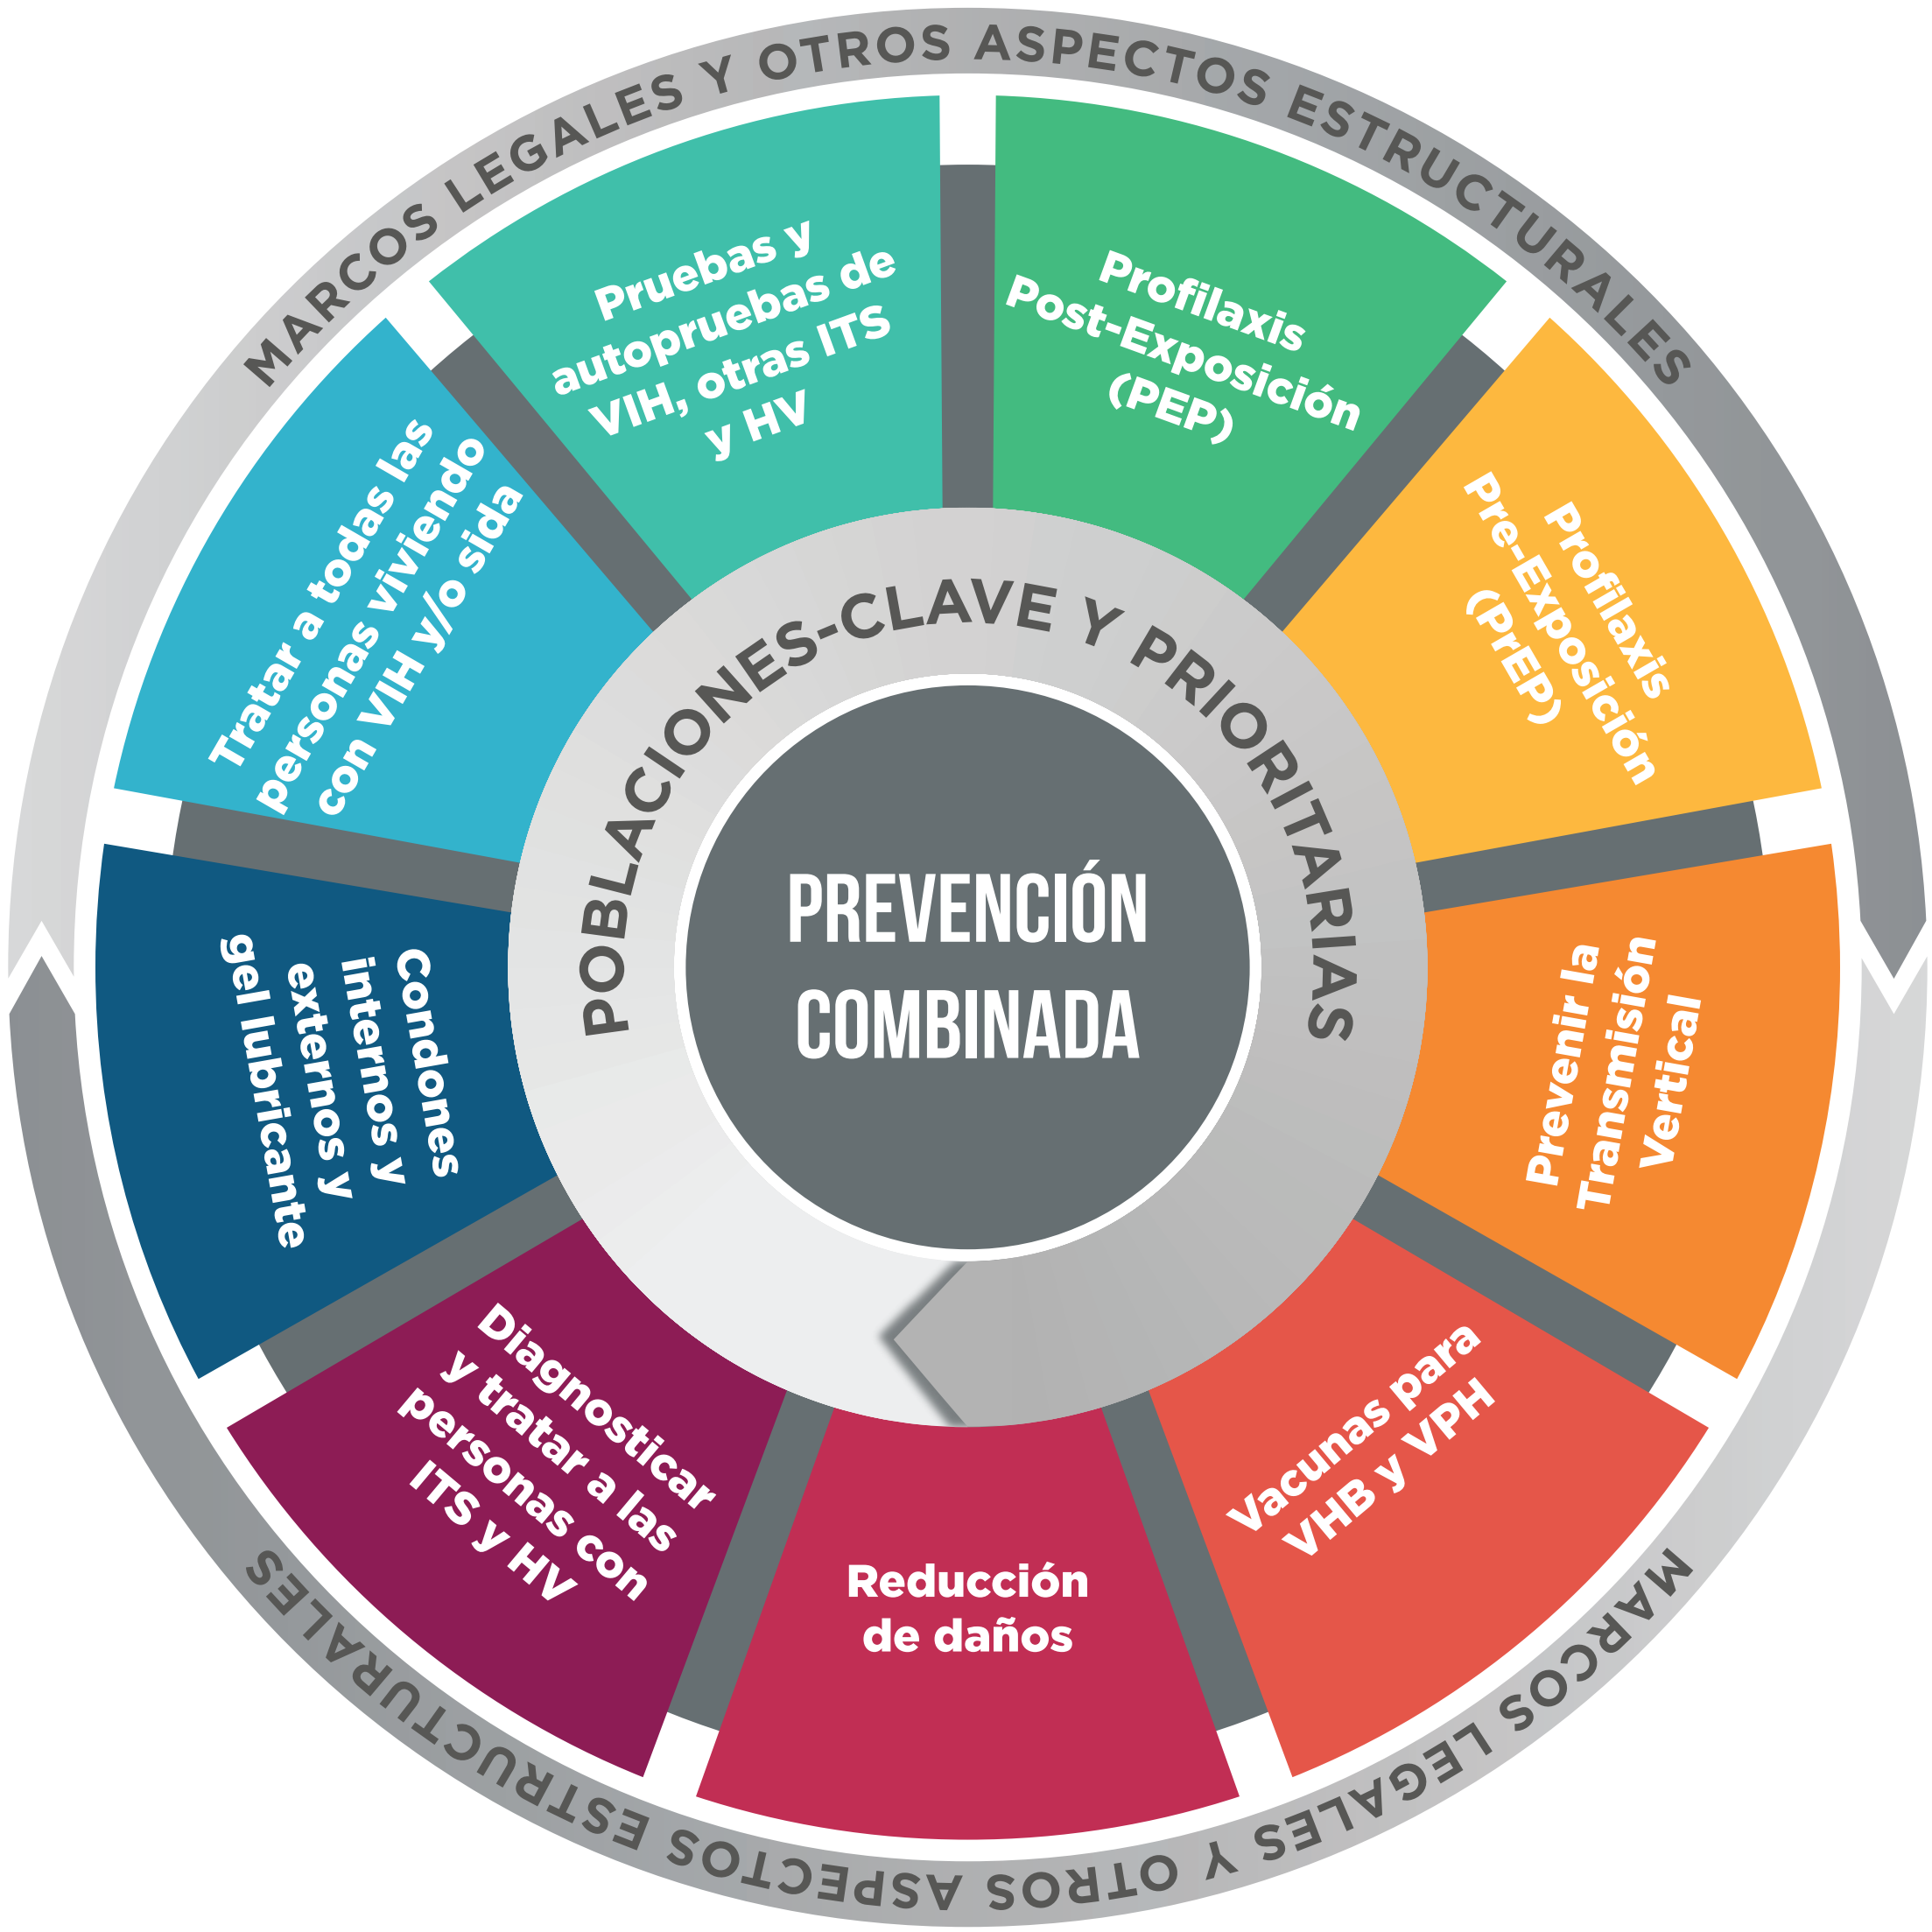 MARCOS LEGALES Y OTROS ASPECTOS ESTRUCTURALES
Pruebas y
autopruebas de
VIH, otras ITS
y HV
Profilaxis
Post-Exposición
(PEP)
Profilaxis
Pre-Exposición
(PrEP)
Prevenir la
Transmisión
Vertical
Vacunas para
VHB y VPH
Reducción
de daños
Diagnosticar
y tratar a las
personas con
ITS y HV
Condones
internos y
externos y
gel lubricante
Tratar a todas las
personas viviendo
con VIH y/o sida
POBLACIONES-CLAVE Y PRIORITARIAS
PREVENCIÓN
COMBINADA
MARCOS LEGALES Y OTROS ASPECTOS ESTRUCTURALES